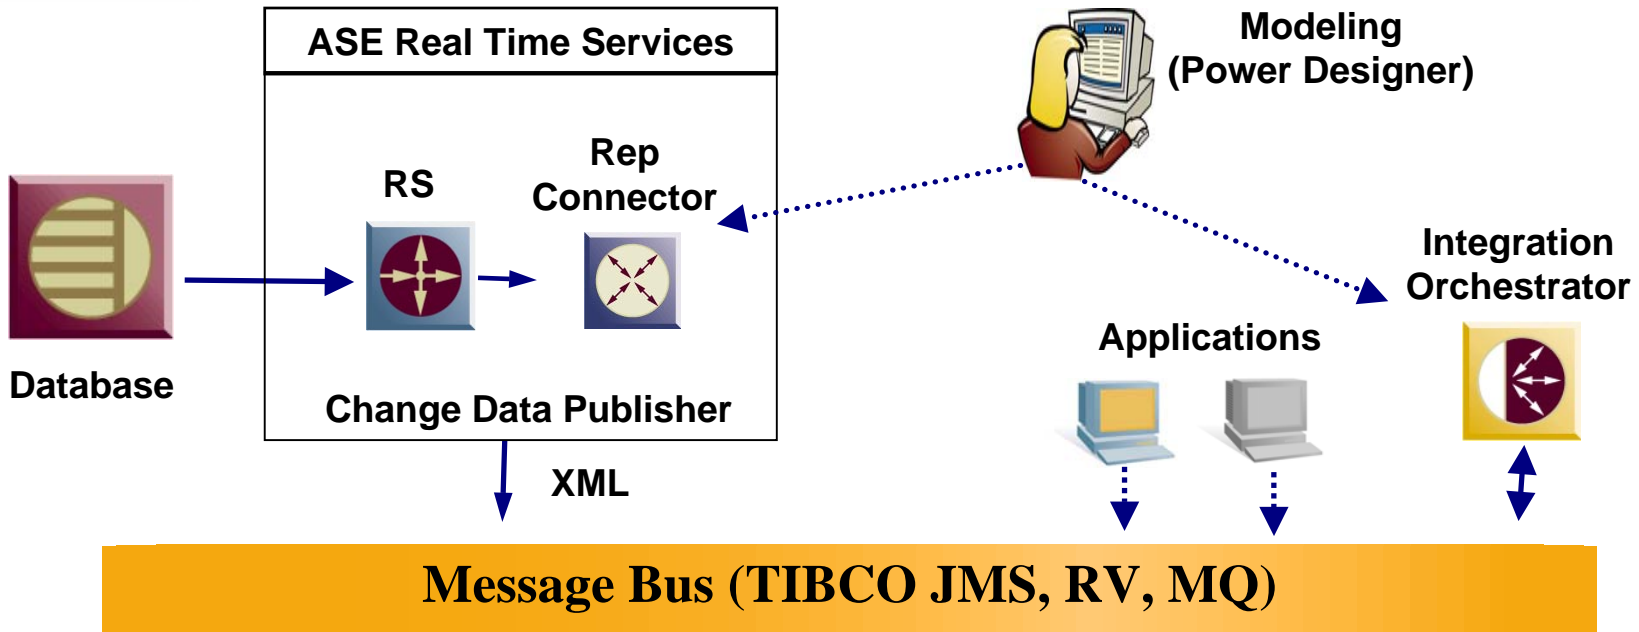 ASE Real Time Services
Modeling
(Power Designer)
Rep
Connector
RS
Integration
Orchestrator
Applications
Database
Change Data Publisher
XML
Message Bus (TIBCO JMS, RV, MQ)